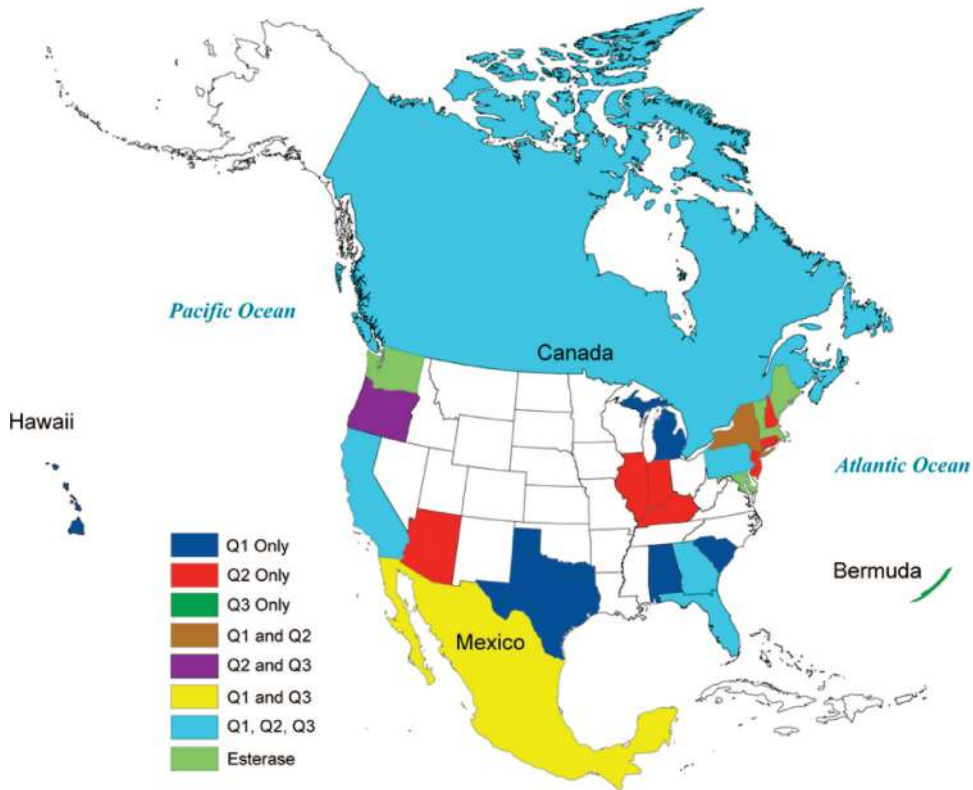 Canada
Pacific Ocean
Hawaii
Atlantic Ocean
Bermuda
Mexico
Q1 Only
Q2 Only
Q3 Only
Q1 and Q2
Q2 and Q3
Q1 and Q3
Q1, Q2, Q3
Esterase